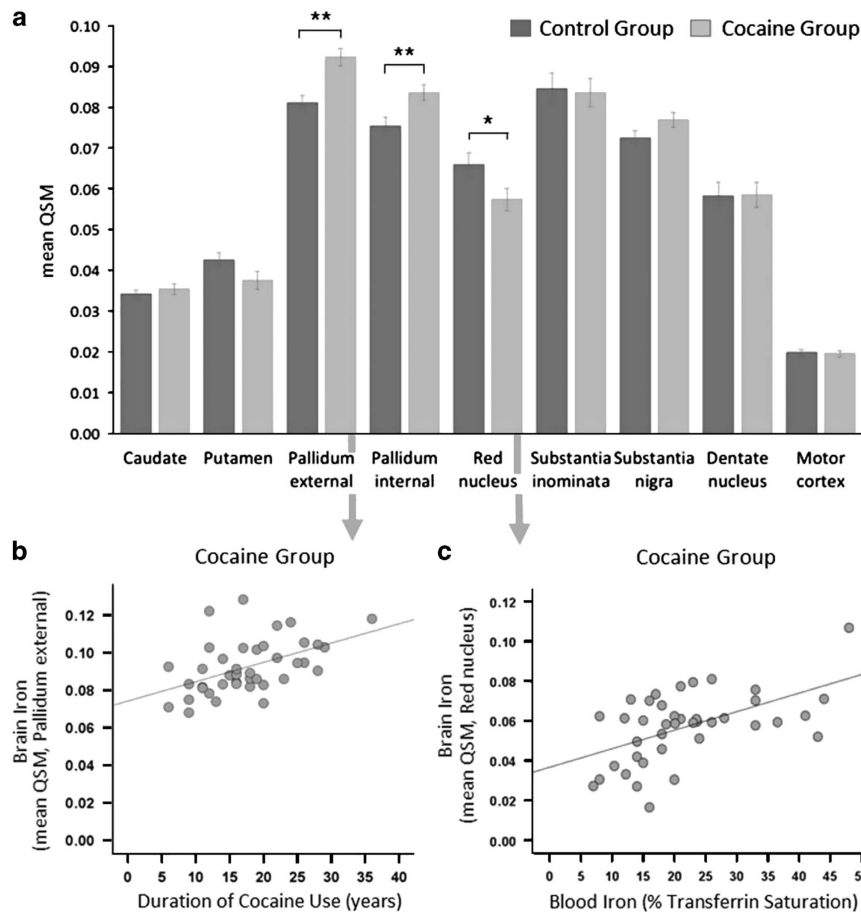 a
Control Group
Cocaine Group
mean QSM
0.10
0.09
0.08
0.07
0.06
0.05
0.04
0.03
0.02
0.01
0.00
**
**
*
Caudate
Putamen
Pallidum
external
Pallidum
internal
Red
nucleus
Substantia
inominata
Substantia
nigra
Dentate
nucleus
Motor
cortex
b
Cocaine Group
Brain Iron
(mean QSM, Pallidum external)
0.12
0.10
0.08
0.06
0.04
0.02
0.00
0 5 10 15 20 25 30 35 40
Duration of Cocaine Use (years)
c
Cocaine Group
Brain Iron
(mean QSM, Red nucleus)
0.12
0.10
0.08
0.06
0.04
0.02
0.00
0 5 10 15 20 25 30 35 40 45
Blood Iron (% Transferrin Saturation)